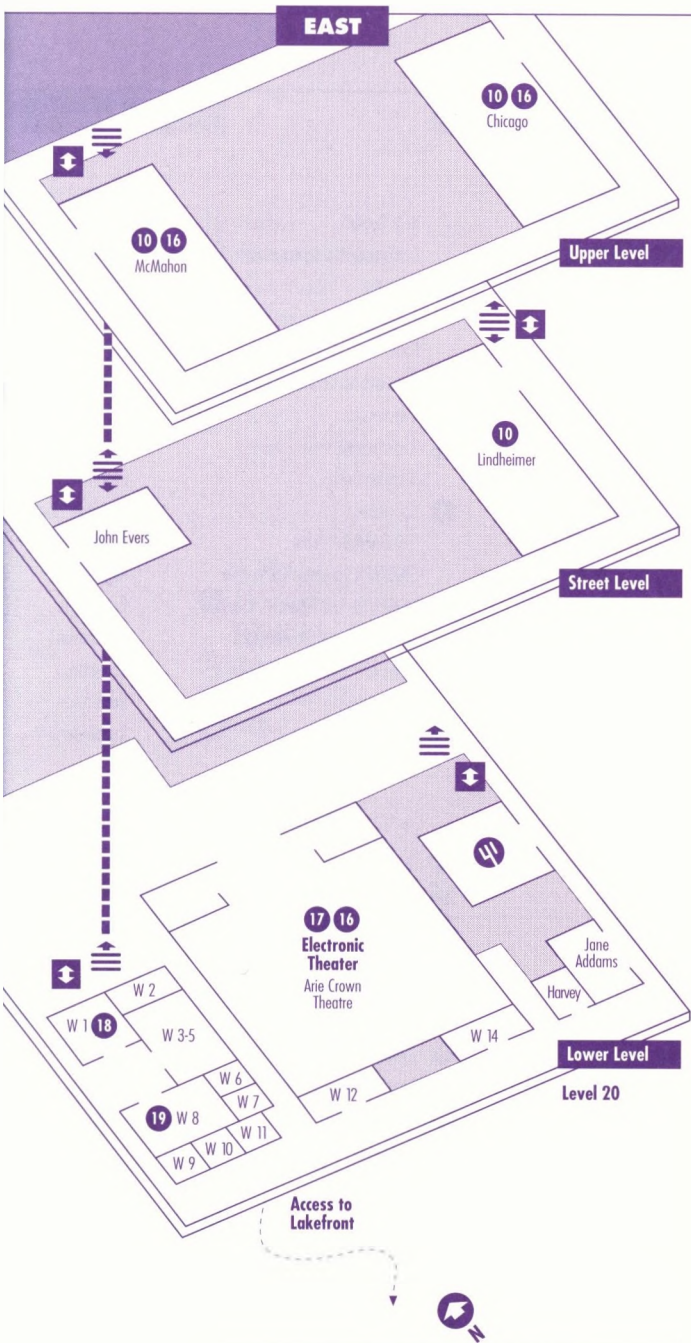 EAST
10 16
Chicago
10 16
McMahon
Upper Level
10
Lindheimer
John Evers
Street Level
17 16
Electronic
Theater
Arie Crown
Theatre
Jane
Addams
Harvey
W 2
W 1 18
W 3-5
W 14
W 6
W 12
W 7
19 W 8
W 11
W 10
W 9
Lower Level
Level 20
Access to
Lakefront
N